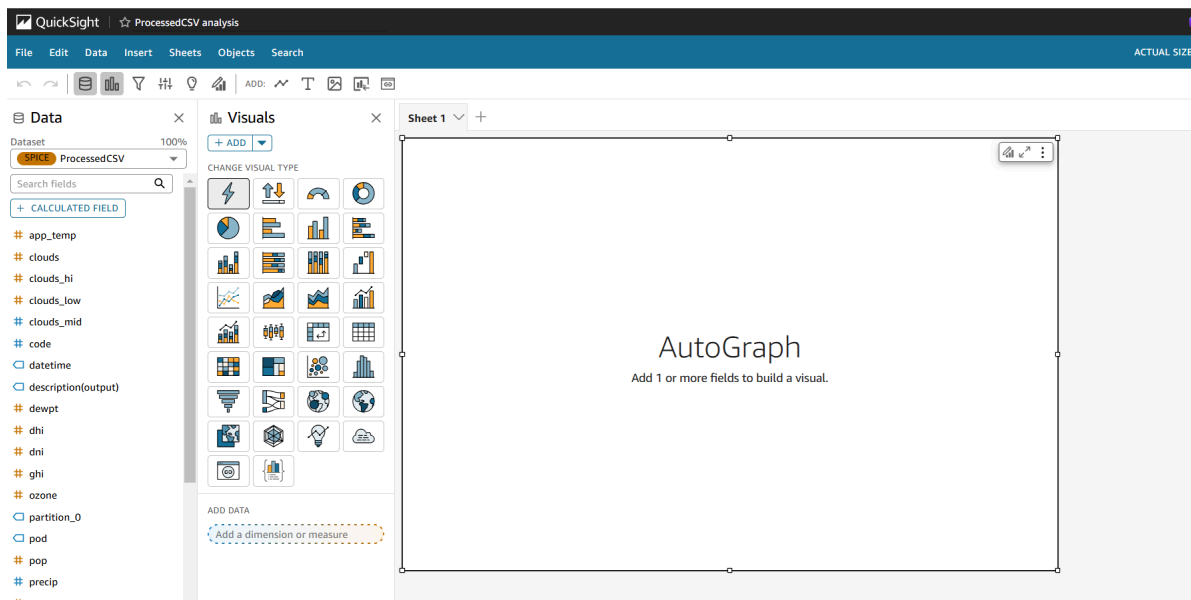 QuickSight ProcessedCSV analysis
File Edit Data Insert Sheets Objects Search ACTUAL SIZE
ADD:
Data
Dataset 100%
SPICE ProcessedCSV
Search fields
+ CALCULATED FIELD
app_temp
clouds
clouds_hi
clouds_low
clouds_mid
code
datetime
description(output)
dewpt
dhi
dni
ghi
ozone
partition_0
pod
pop
precip
Visuals
+ ADD
CHANGE VISUAL TYPE
ADD DATA
Add a dimension or measure
Sheet 1
AutoGraph
Add 1 or more fields to build a visual.